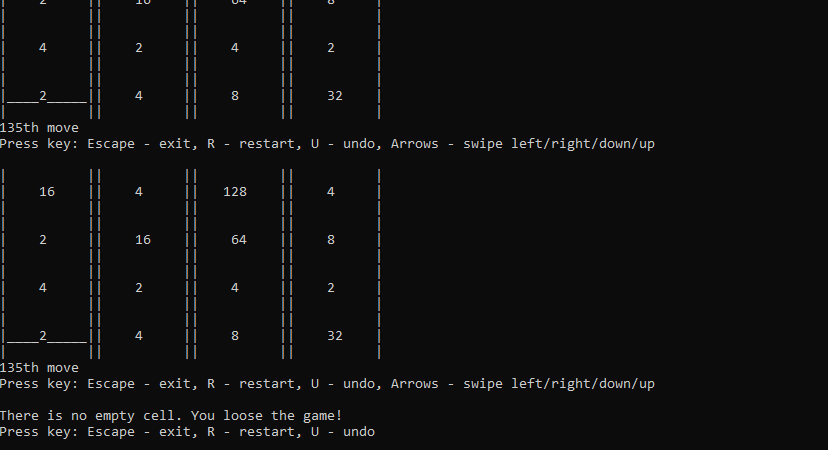 2 16 64 8
4 2 4 2
____2_____ 4 8 32
135th move
Press key: Escape - exit, R - restart, U - undo, Arrows - swipe left/right/down/up
16 4 128 4
2 16 64 8
4 2 4 2
____2_____ 4 8 32
135th move
Press key: Escape - exit, R - restart, U - undo, Arrows - swipe left/right/down/up
There is no empty cell. You loose the game!
Press key: Escape - exit, R - restart, U - undo